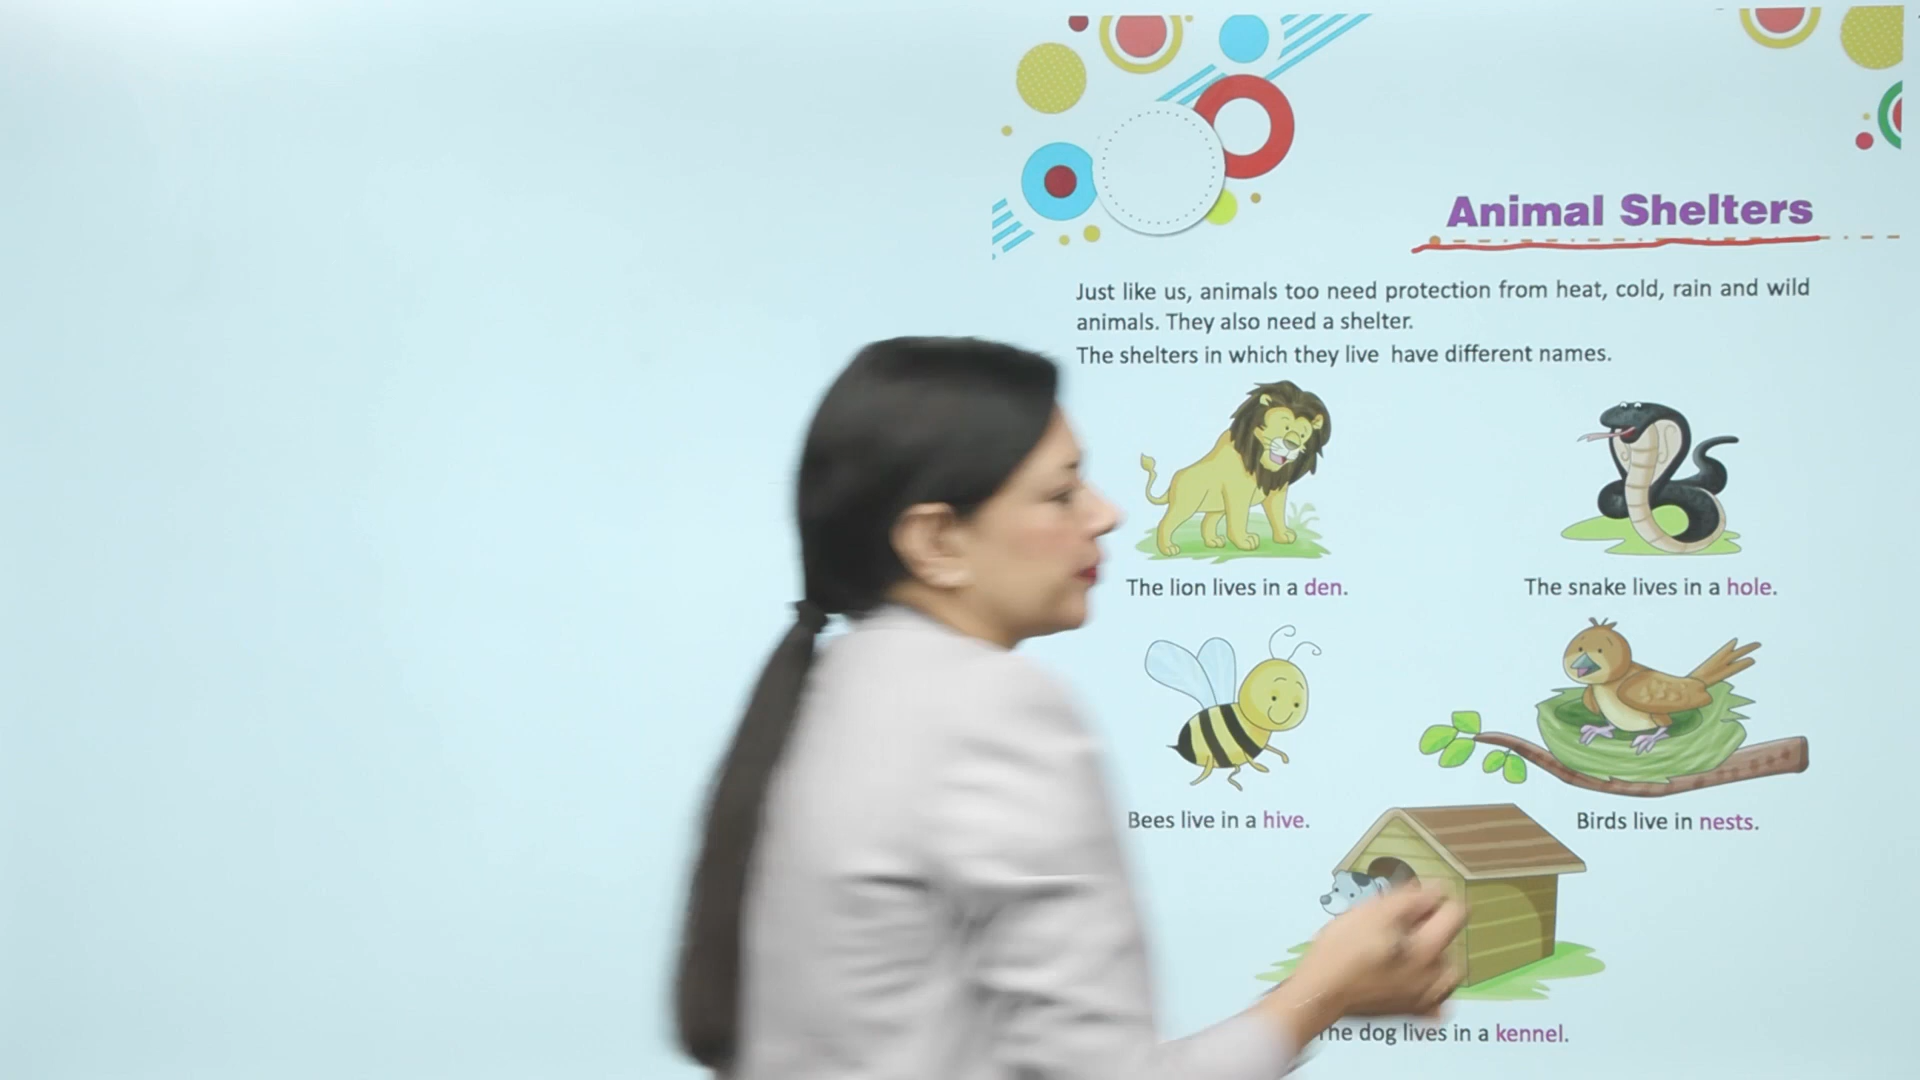 Animal Shelters
Just like us, animals too need protection from heat, cold, rain and wild
animals. They also need a shelter.
The shelters in which they live have different names.
The lion lives in a den.
The snake lives in a hole.
Bees live in a hive.
Birds live in nests.
The dog lives in a kennel.